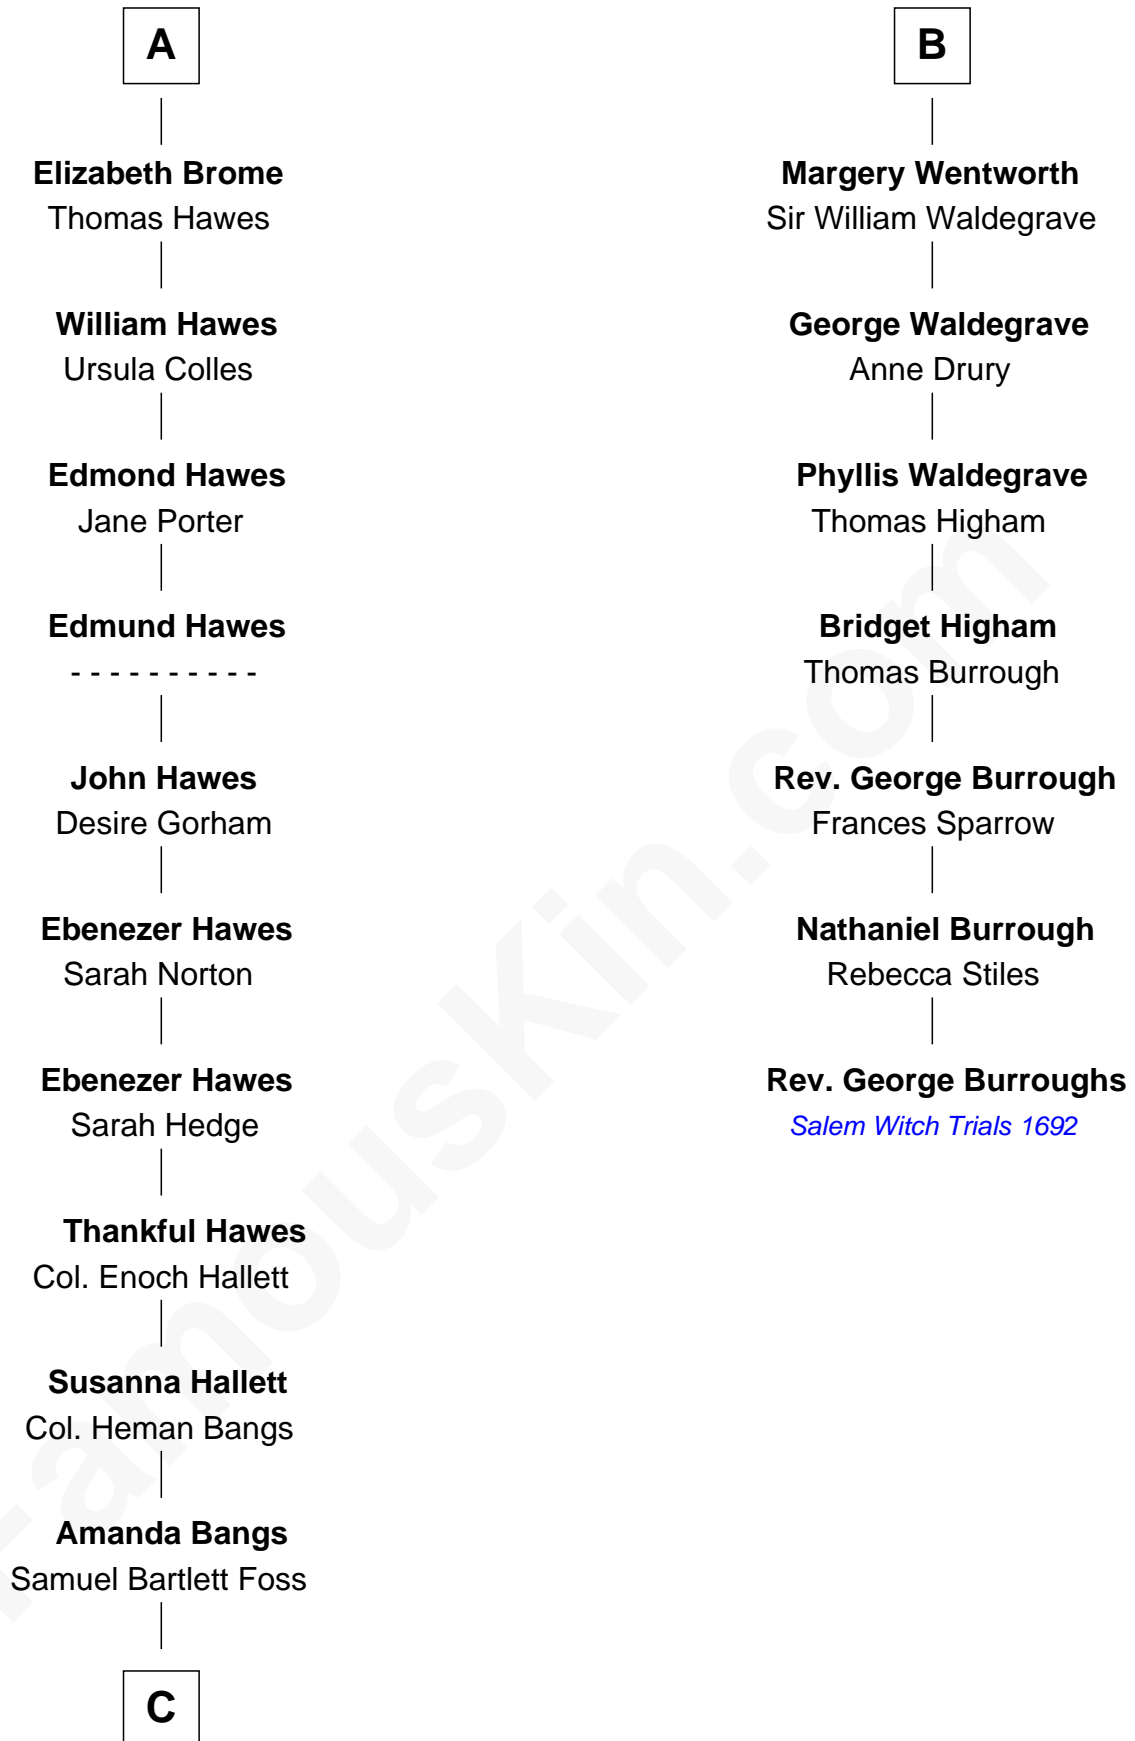 A
Elizabeth Brome
Thomas Hawes
William Hawes
Ursula Colles
Edmond Hawes
Jane Porter
Edmund Hawes
- - - - - - - - - -
John Hawes
Desire Gorham
Ebenezer Hawes
Sarah Norton
Ebenezer Hawes
Sarah Hedge
Thankful Hawes
Col. Enoch Hallett
Susanna Hallett
Col. Heman Bangs
Amanda Bangs
Samuel Bartlett Foss
C
B
Margery Wentworth
Sir William Waldegrave
George Waldegrave
Anne Drury
Phyllis Waldegrave
Thomas Higham
Bridget Higham
Thomas Burrough
Rev. George Burrough
Frances Sparrow
Nathaniel Burrough
Rebecca Stiles
Rev. George Burroughs
Salem Witch Trials 1692
FamousKin.com